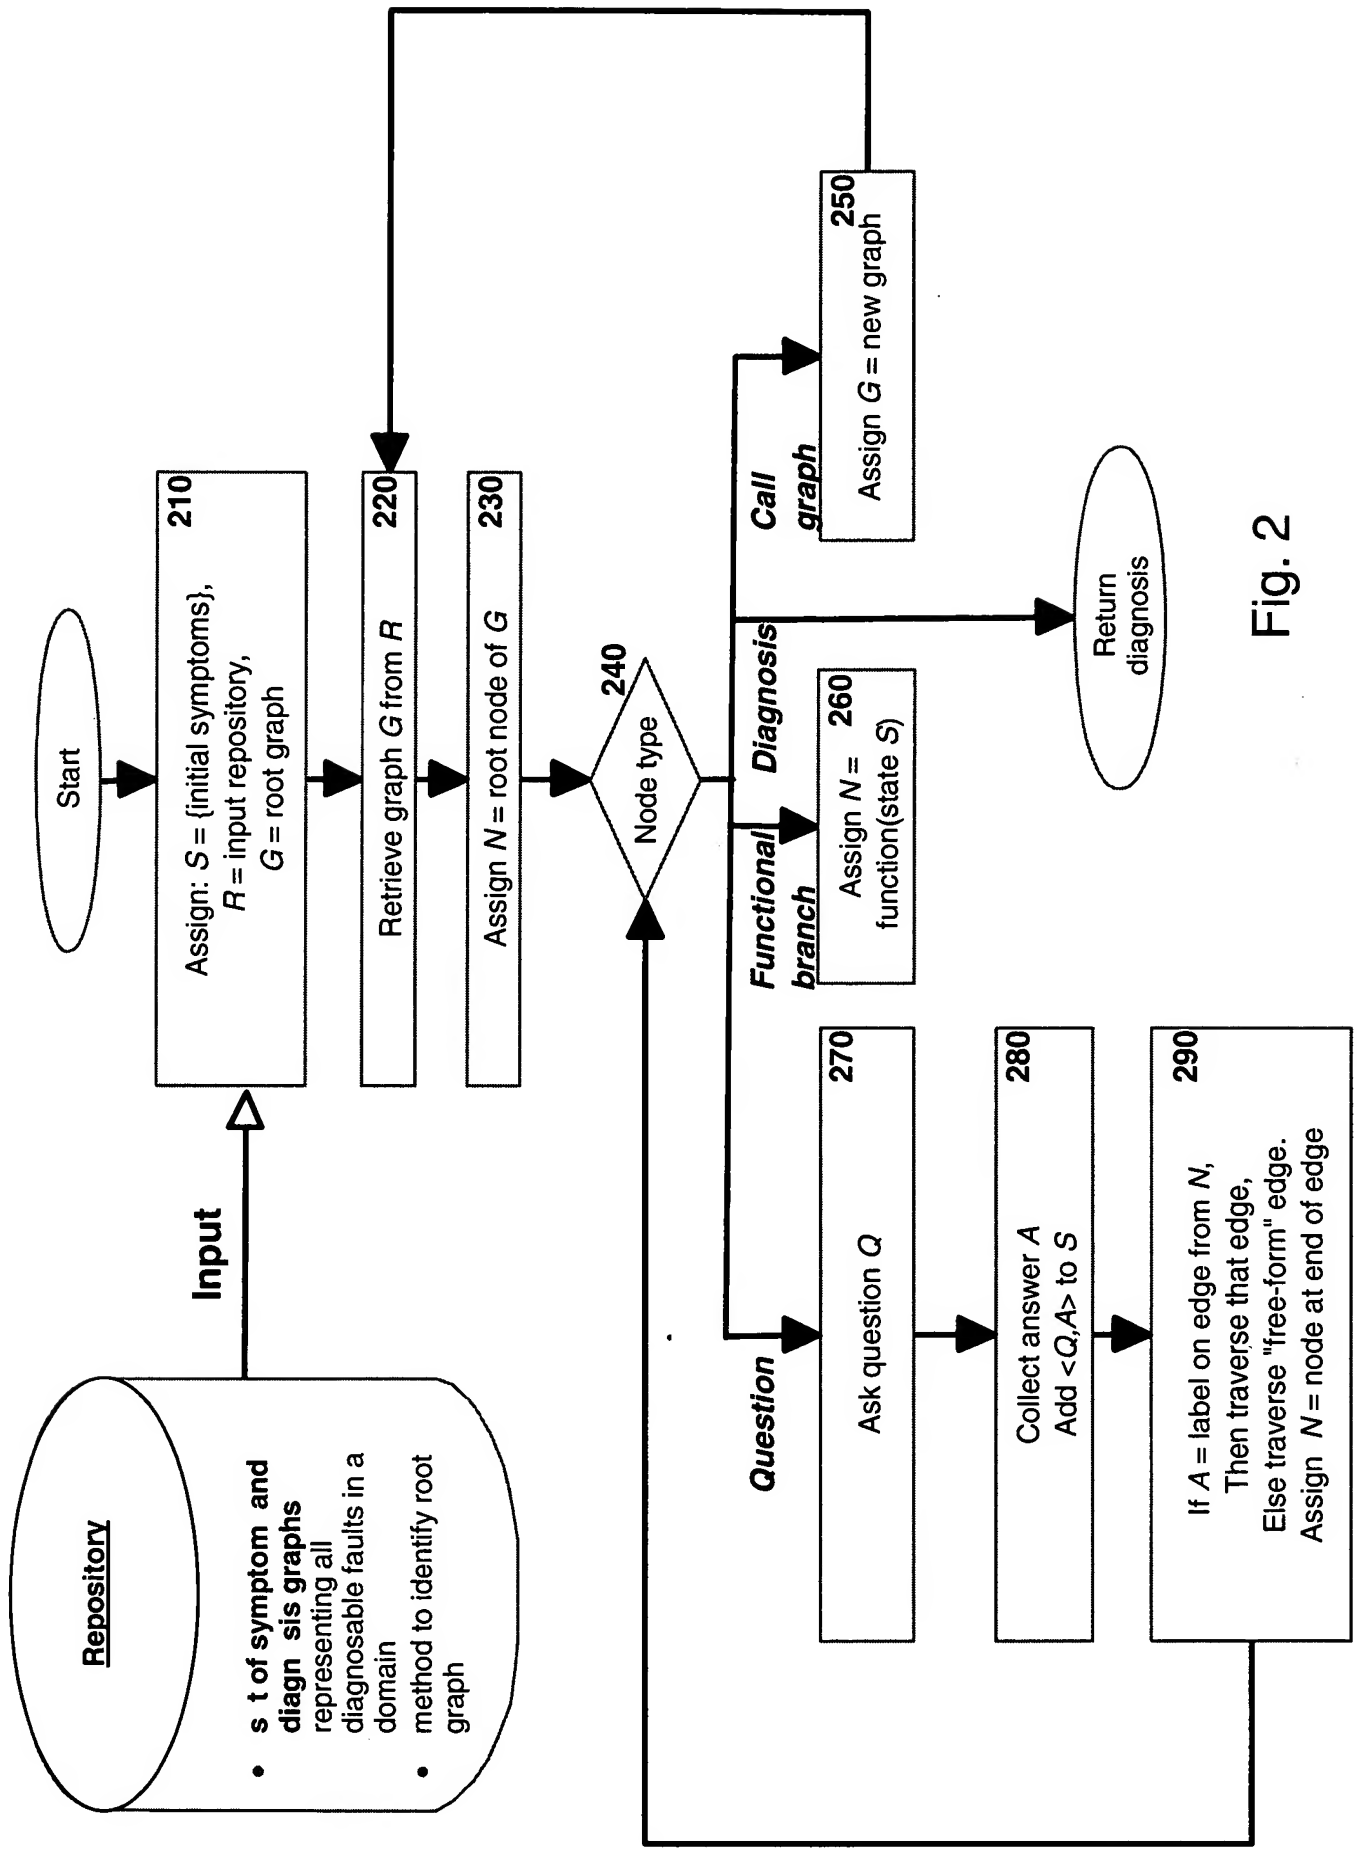 Repository
• s t of symptom and
diagn sis graphs
representing all
diagnosable faults in a
domain
• method to identify root
graph
Input
Start
210
Assign: S = {initial symptoms},
R = input repository,
G = root graph
220
Retrieve graph G from R
230
Assign N = root node of G
240
Node type
Question
Functional
branch
Diagnosis
Call
graph
270
Ask question Q
280
Collect answer A
Add <Q,A> to S
290
If A = label on edge from N,
Then traverse that edge,
Else traverse "free-form" edge.
Assign N = node at end of edge
260
Assign N =
function(state S)
250
Assign G = new graph
Return
diagnosis
Fig. 2